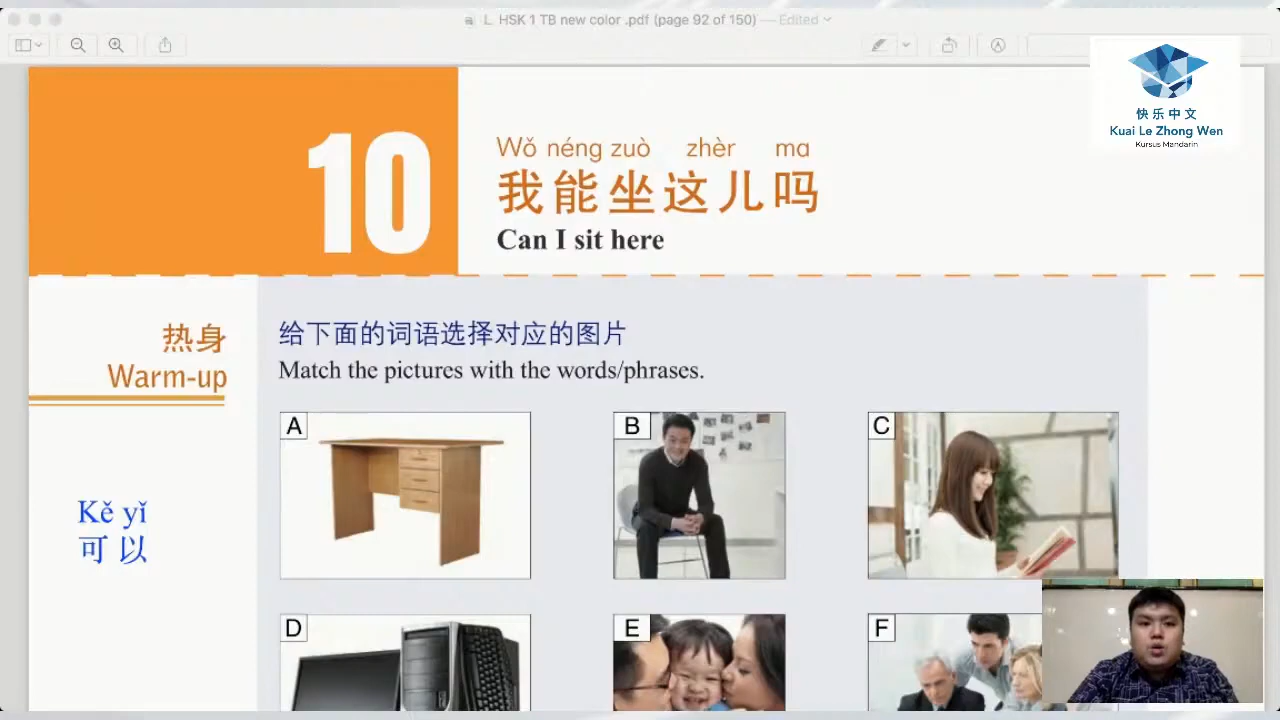 L. HSK 1 TB new color .pdf (page 92 of 150) — Edited
快乐中文
Kuai Le Zhong Wen
Kursus Mandarin
10
Wǒ néng zuò zhèr ma
我能坐这儿吗
Can I sit here
热身
Warm-up
给下面的词语选择对应的图片
Match the pictures with the words/phrases.
A
B
C
Kě yǐ
可以
D
E
F